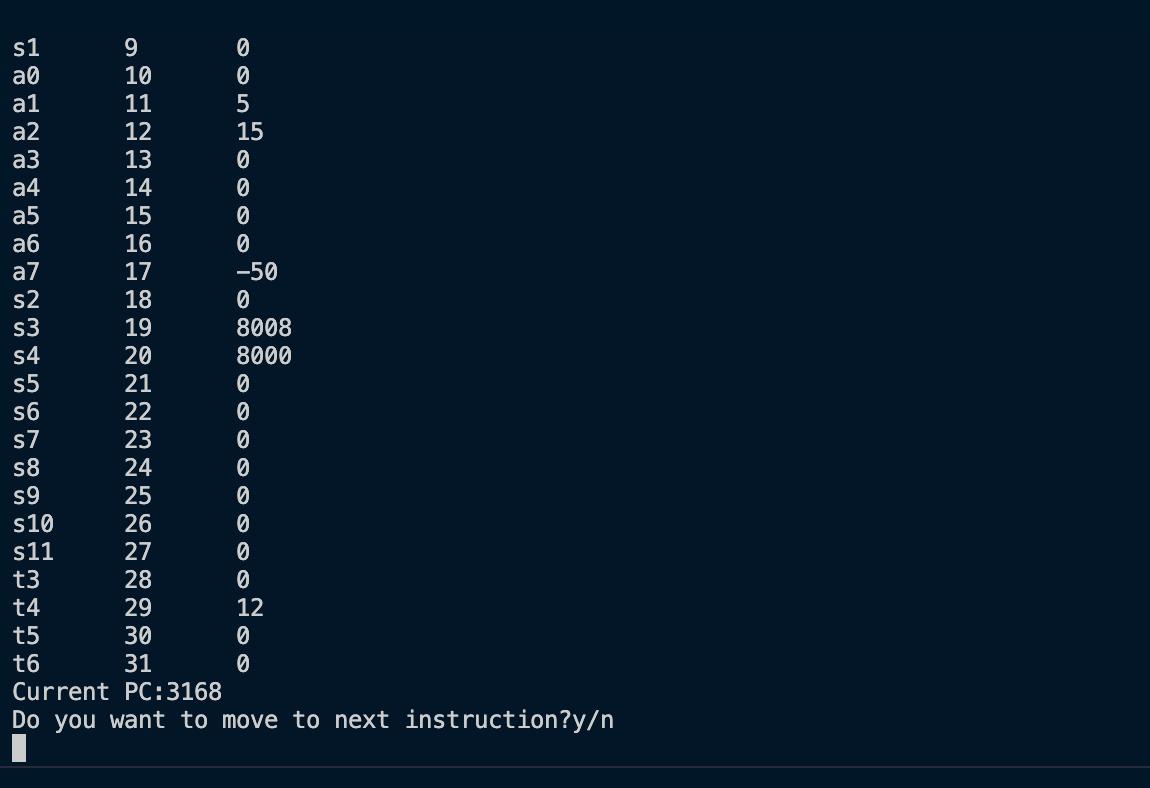 s1 9 0
a0 10 0
a1 11 5
a2 12 15
a3 13 0
a4 14 0
a5 15 0
a6 16 0
a7 17 -50
s2 18 0
s3 19 8008
s4 20 8000
s5 21 0
s6 22 0
s7 23 0
s8 24 0
s9 25 0
s10 26 0
s11 27 0
t3 28 0
t4 29 12
t5 30 0
t6 31 0
Current PC:3168
Do you want to move to next instruction?y/n